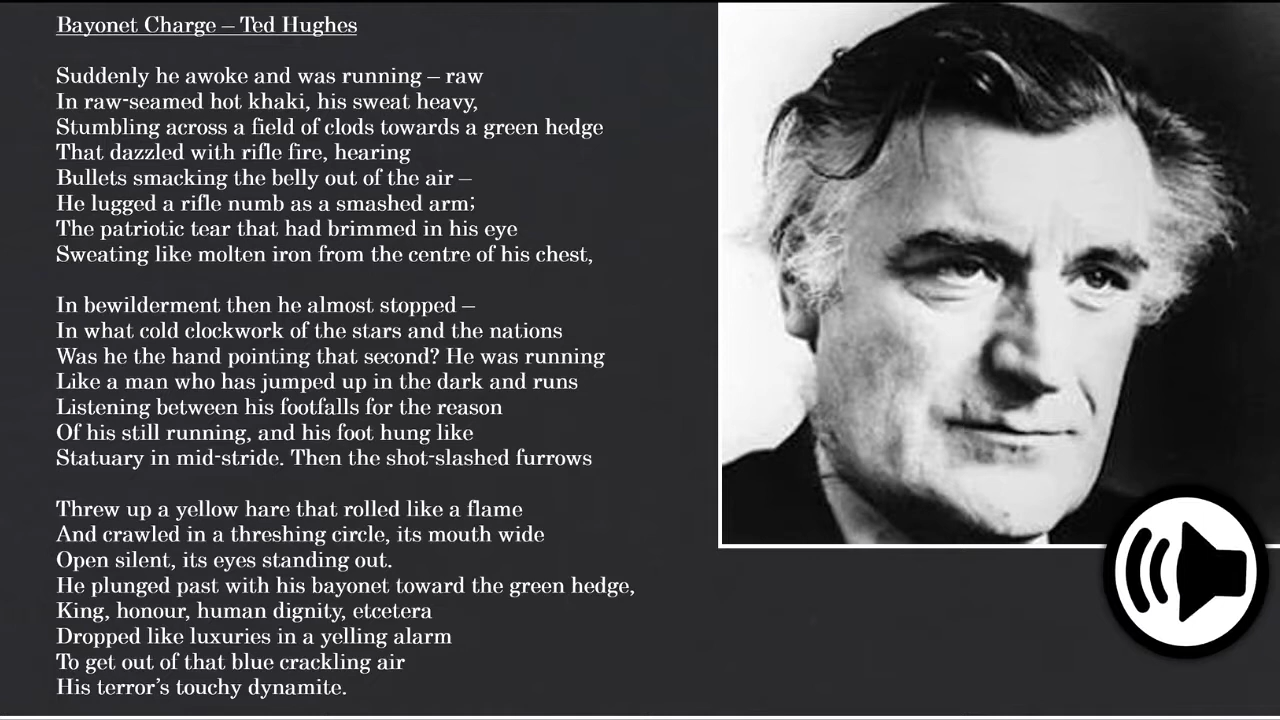 Bayonet Charge – Ted Hughes
Suddenly he awoke and was running – raw
In raw-seamed hot khaki, his sweat heavy,
Stumbling across a field of clods towards a green hedge
That dazzled with rifle fire, hearing
Bullets smacking the belly out of the air –
He lugged a rifle numb as a smashed arm;
The patriotic tear that had brimmed in his eye
Sweating like molten iron from the centre of his chest,
In bewilderment then he almost stopped –
In what cold clockwork of the stars and the nations
Was he the hand pointing that second? He was running
Like a man who has jumped up in the dark and runs
Listening between his footfalls for the reason
Of his still running, and his foot hung like
Statuary in mid-stride. Then the shot-slashed furrows
Threw up a yellow hare that rolled like a flame
And crawled in a threshing circle, its mouth wide
Open silent, its eyes standing out.
He plunged past with his bayonet toward the green hedge,
King, honour, human dignity, etcetera
Dropped like luxuries in a yelling alarm
To get out of that blue crackling air
His terror's touchy dynamite.